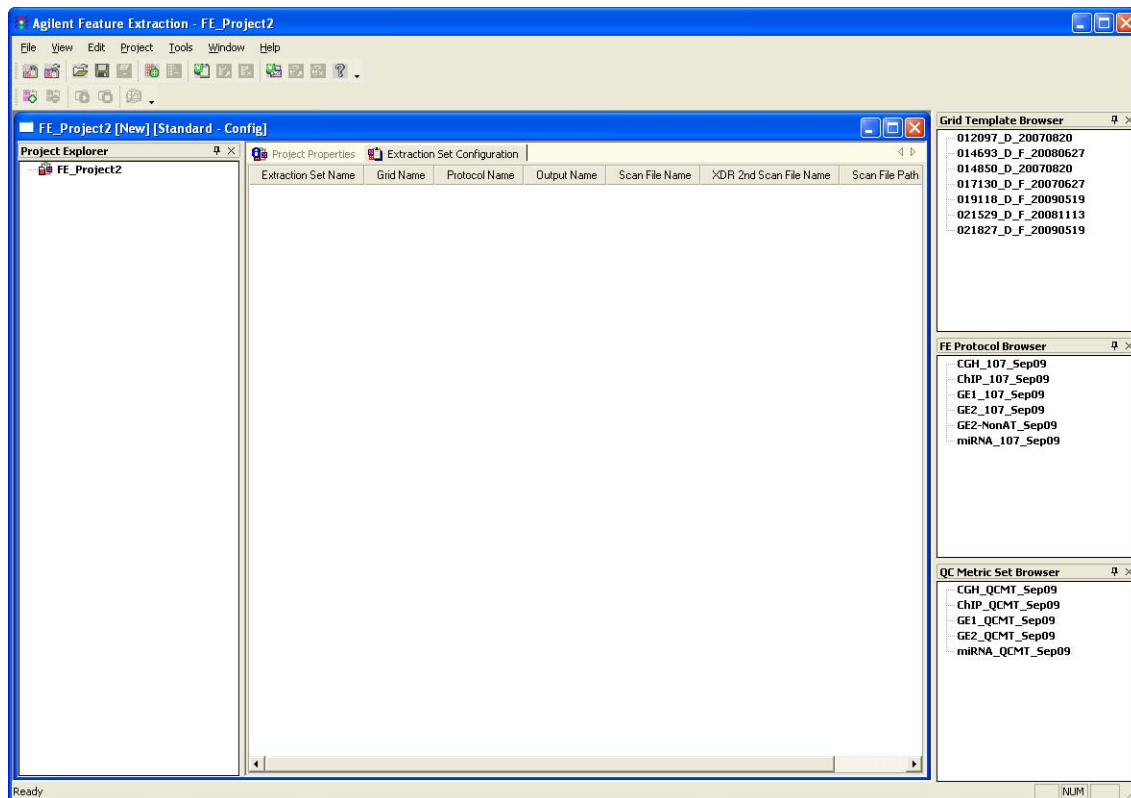 Agilent Feature Extraction - FE_Project2
File View Edit Project Tools Window Help
FE_Project2 [New] [Standard - Config]
Project Explorer
FE_Project2
Project Properties Extraction Set Configuration
Extraction Set Name Grid Name Protocol Name Output Name Scan File Name XDR 2nd Scan File Name Scan File Path
Grid Template Browser
012097_D_20070820
014693_D_F_20080627
014850_D_20070820
017130_D_F_20070627
019118_D_F_20090519
021529_D_F_20081113
021827_D_F_20090519
FE Protocol Browser
CGH_107_Sep09
ChIP_107_Sep09
GE1_107_Sep09
GE2_107_Sep09
GE2-NonAT_Sep09
miRNA_107_Sep09
QC Metric Set Browser
CGH_QCMT_Sep09
ChIP_QCMT_Sep09
GE1_QCMT_Sep09
GE2_QCMT_Sep09
miRNA_QCMT_Sep09
Ready NUM